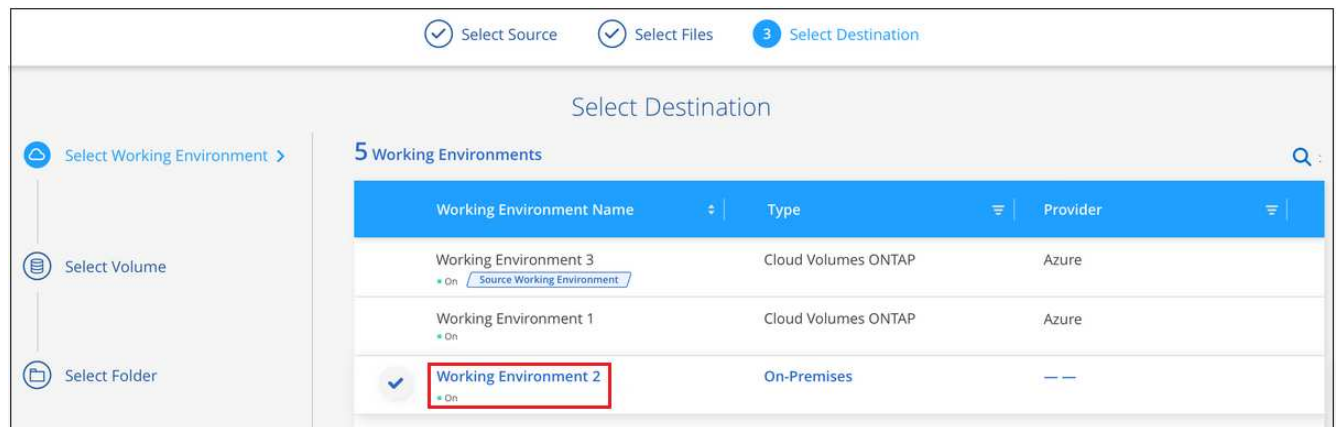 Select Source
Select Files
3 Select Destination
Select Destination
Select Working Environment >
5 Working Environments
Working Environment Name
Type
Provider
Working Environment 3
Cloud Volumes ONTAP
Azure
On
Source Working Environment
Select Volume
Working Environment 1
Cloud Volumes ONTAP
Azure
On
Select Folder
Working Environment 2
On-Premises
— —
On